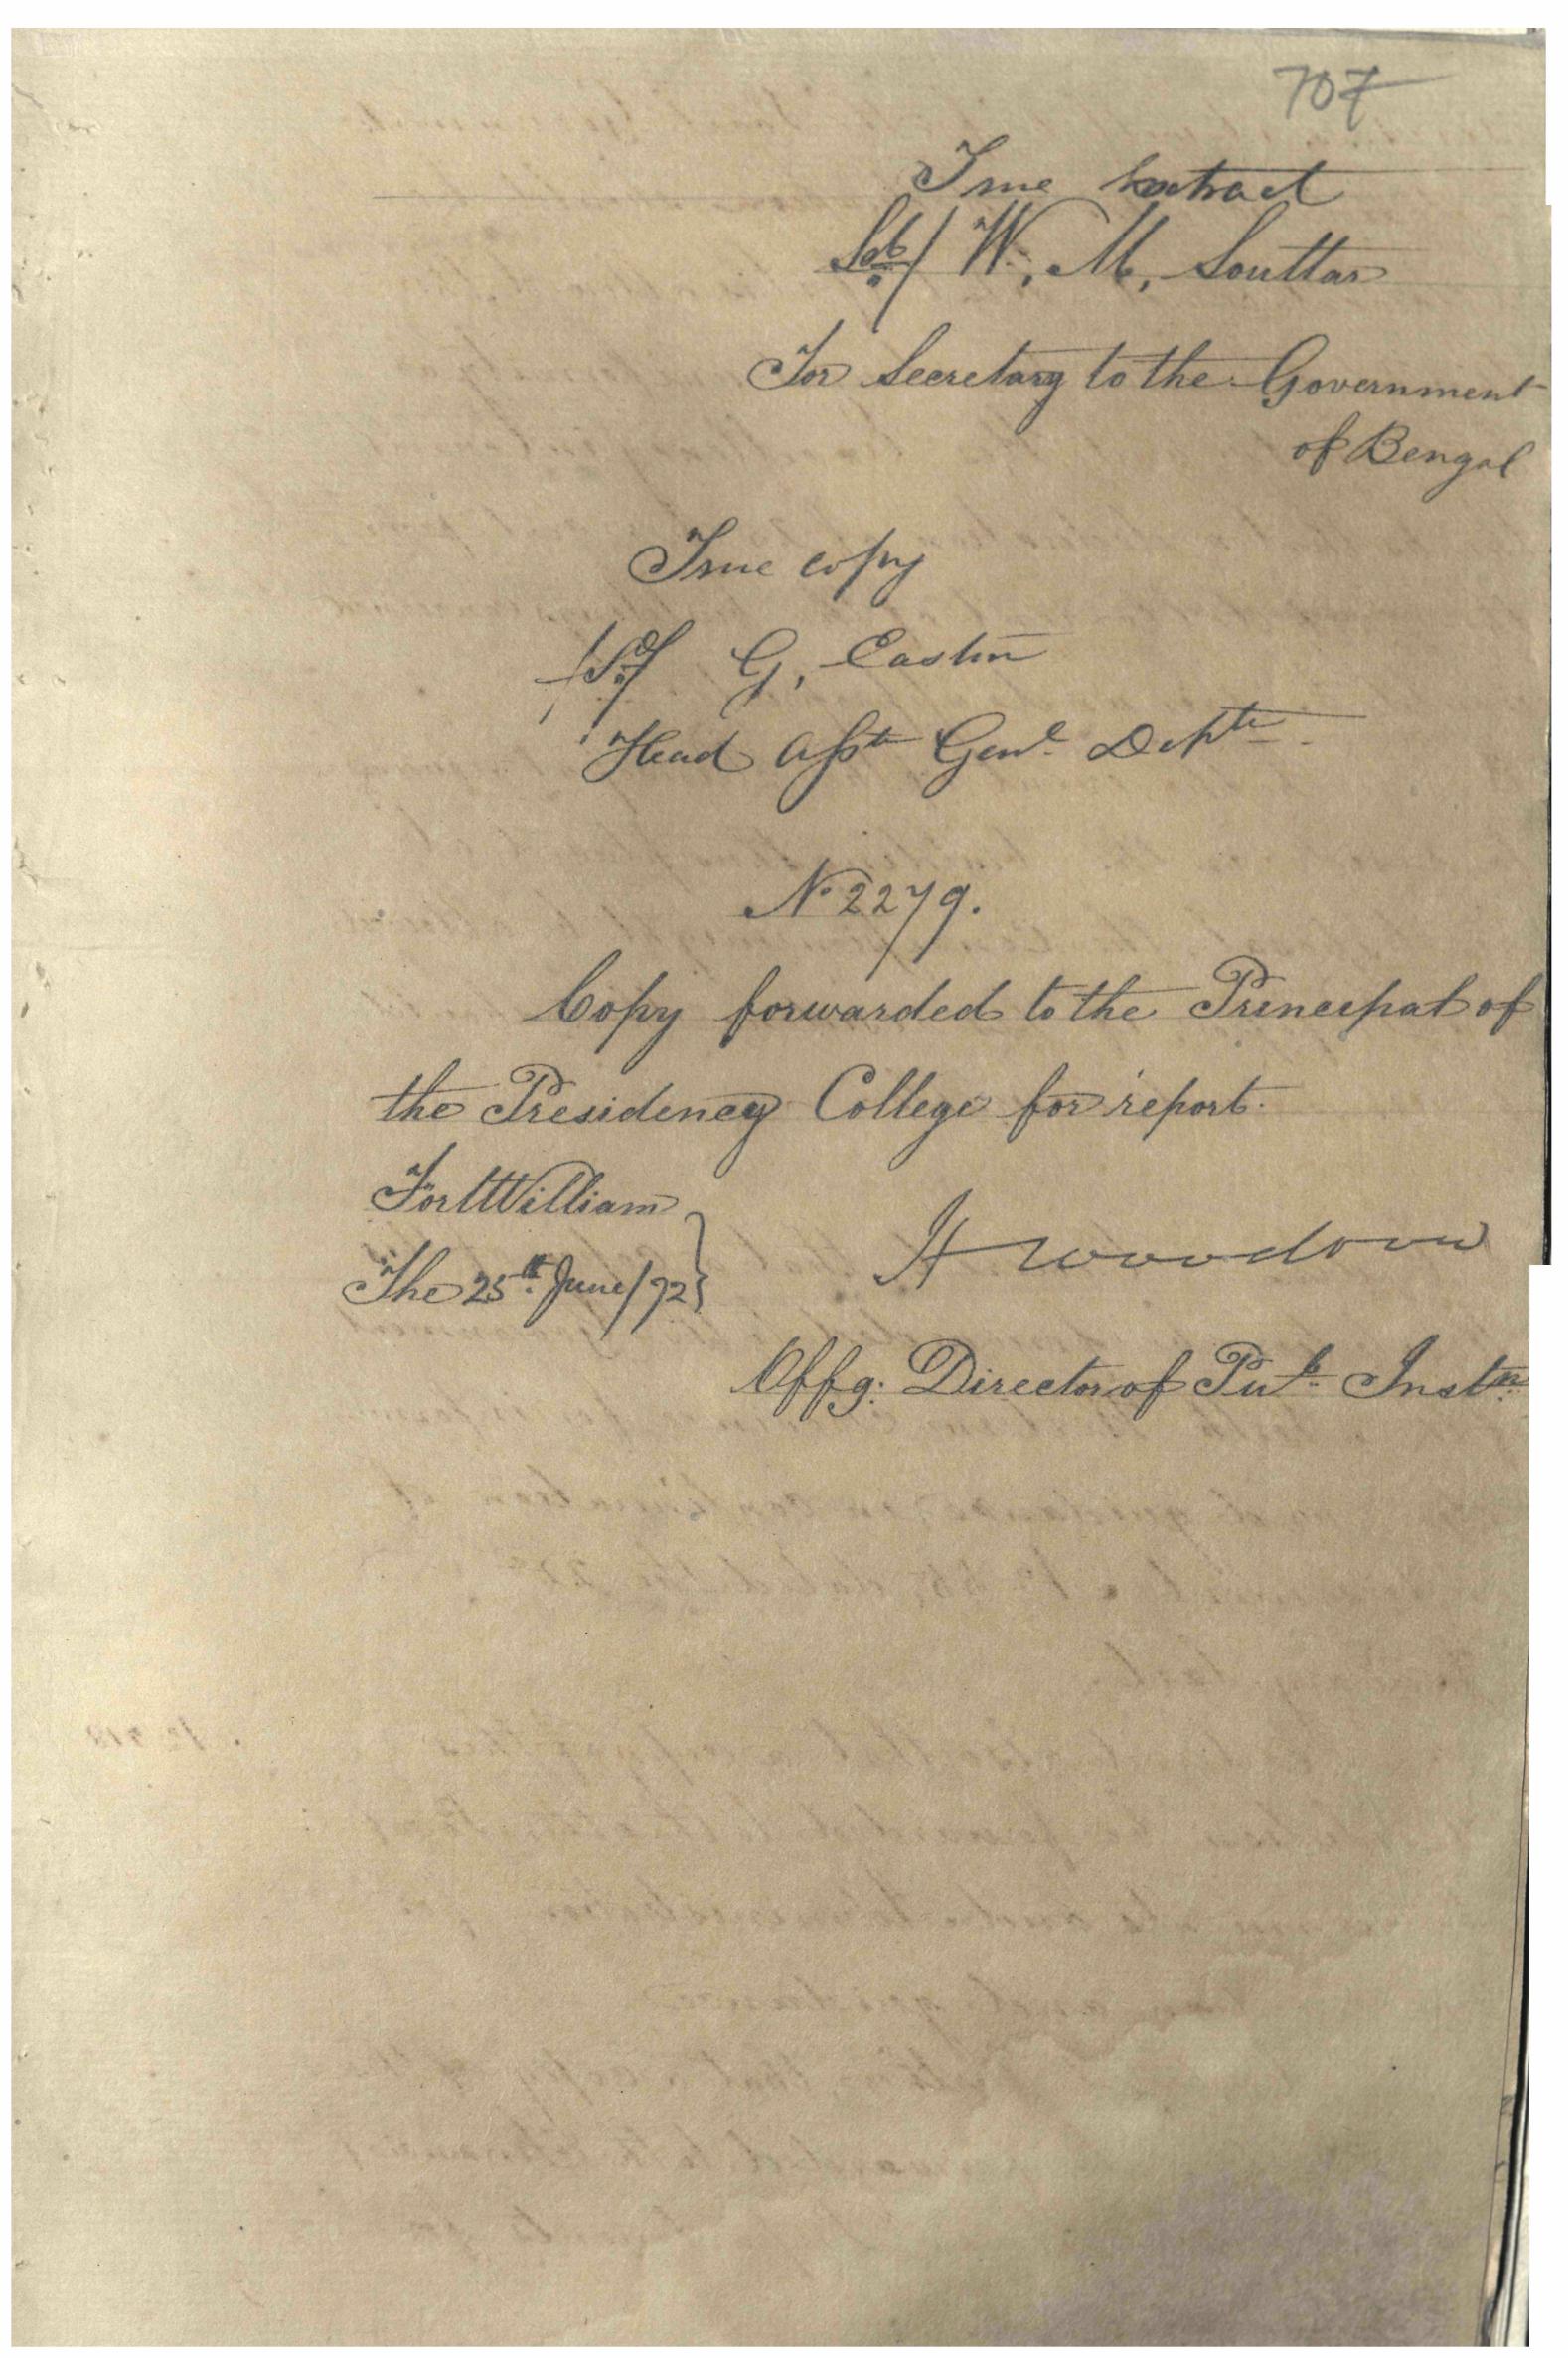 707
True Extract
Sd/ W. M. Souttar
For Secretary to the Government
of Bengal
True copy
Sd/ G. Easton
Head Asst Genl Deptt
No 2279.
Copy forwarded to the Principal of
the Presidency College for report.
Fort William
The 25th June/72
H Woodrow
Offg: Director of Pub Instn